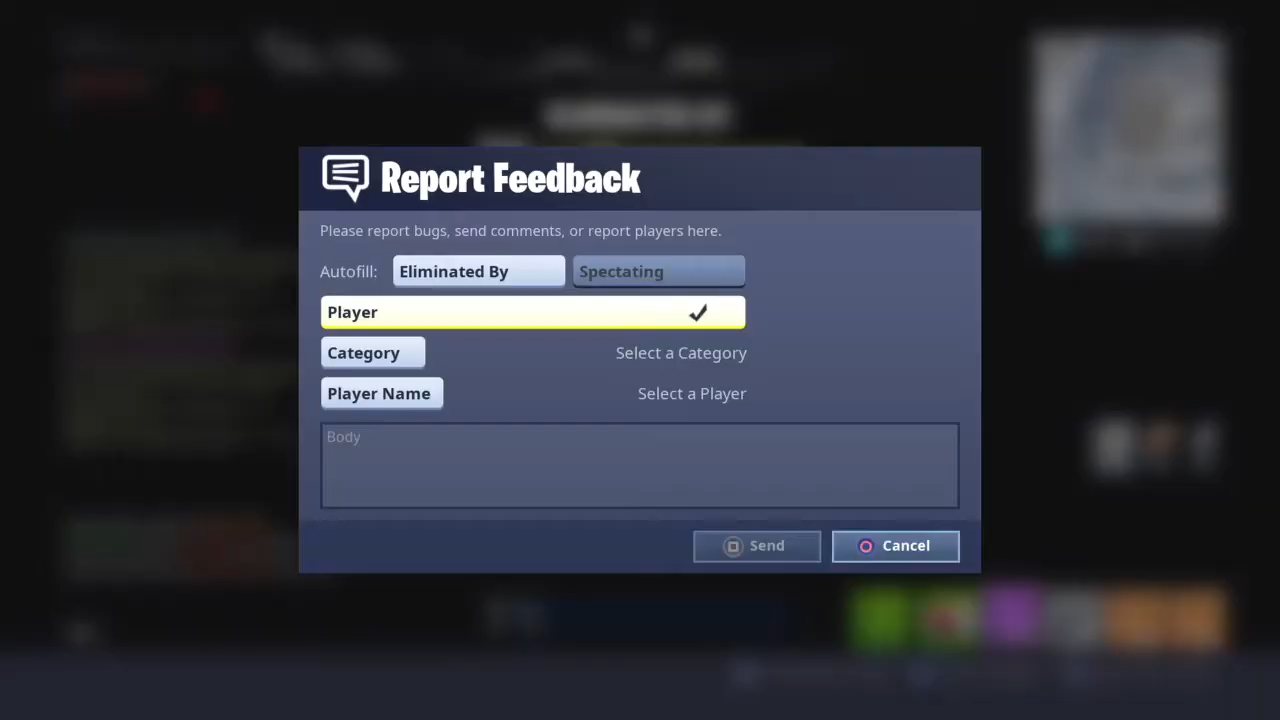 Report Feedback
Please report bugs, send comments, or report players here.
Autofill: Eliminated By Spectating
Player
Category Select a Category
Player Name Select a Player
Body
Send Cancel